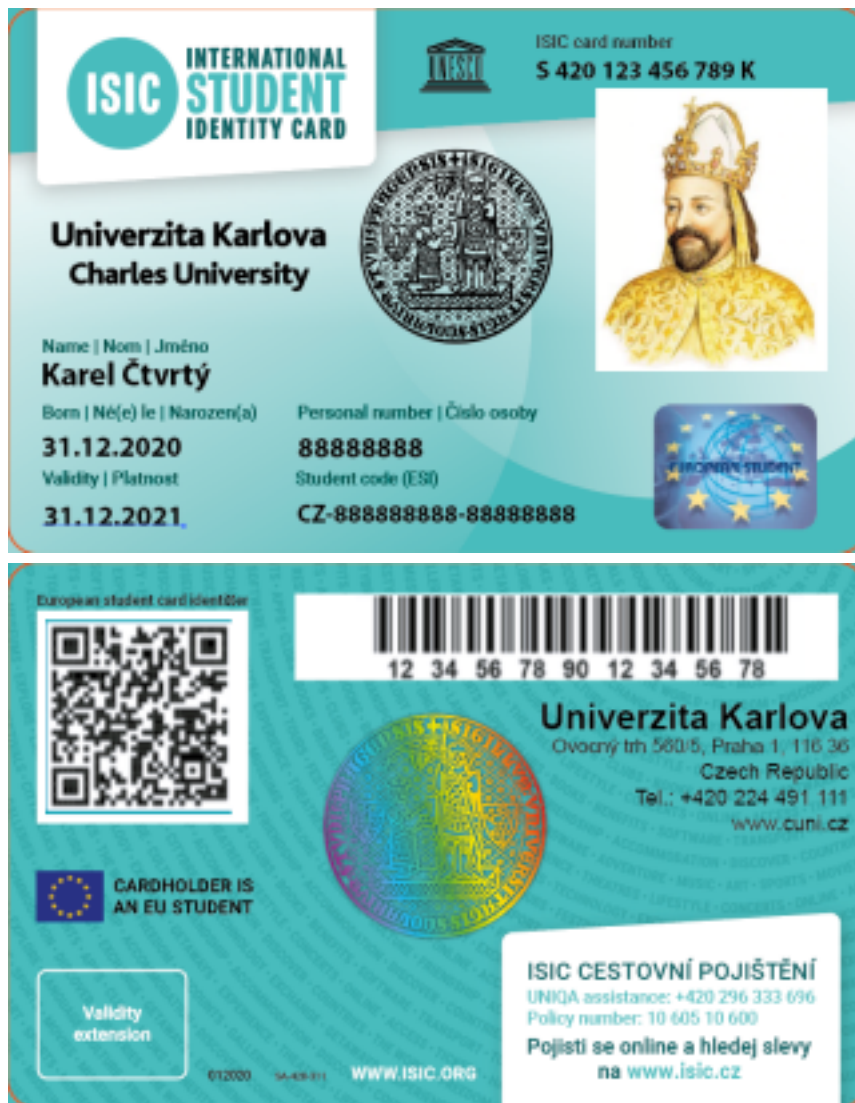 ISIC
INTERNATIONAL
STUDENT
IDENTITY CARD
UNESCO
ISIC card number
S 420 123 456 789 K
Univerzita Karlova
Charles University
Name | Nom | Jméno
Karel Čtvrtý
Born | Né(e) le | Narozen(a)
Personal number | Číslo osoby
31.12.2020
88888888
Validity | Platnost
Student code (ESI)
31.12.2021
CZ-888888888-88888888
EUROPEAN STUDENT
European student card identifier
12 34 56 78 90 12 34 56 78
Univerzita Karlova
Ovocný trh 560/5, Praha 1, 116 36
Czech Republic
Tel.: +420 224 491 111
www.cuni.cz
CARDHOLDER IS
AN EU STUDENT
Validity
extension
012020
WWW.ISIC.ORG
ISIC CESTOVNÍ POJIŠTĚNÍ
UNIQA assistance: +420 296 333 696
Policy number: 10 605 10 600
Pojisti se online a hledej slevy
na www.isic.cz